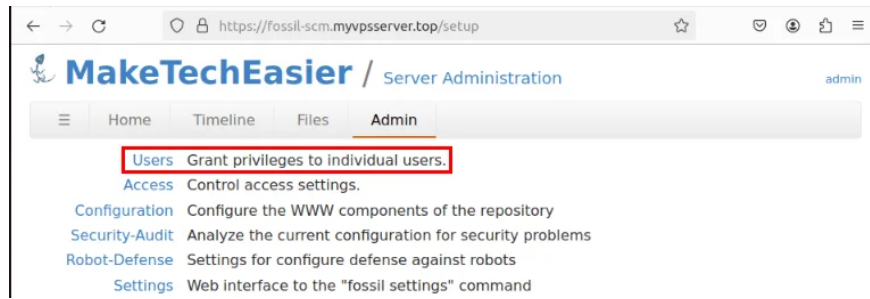 https://fossil-scm.myvpsserver.top/setup
MakeTechEasier / Server Administration
admin
Home Timeline Files Admin
Users Grant privileges to individual users.
Access Control access settings.
Configuration Configure the WWW components of the repository
Security-Audit Analyze the current configuration for security problems
Robot-Defense Settings for configure defense against robots
Settings Web interface to the "fossil settings" command